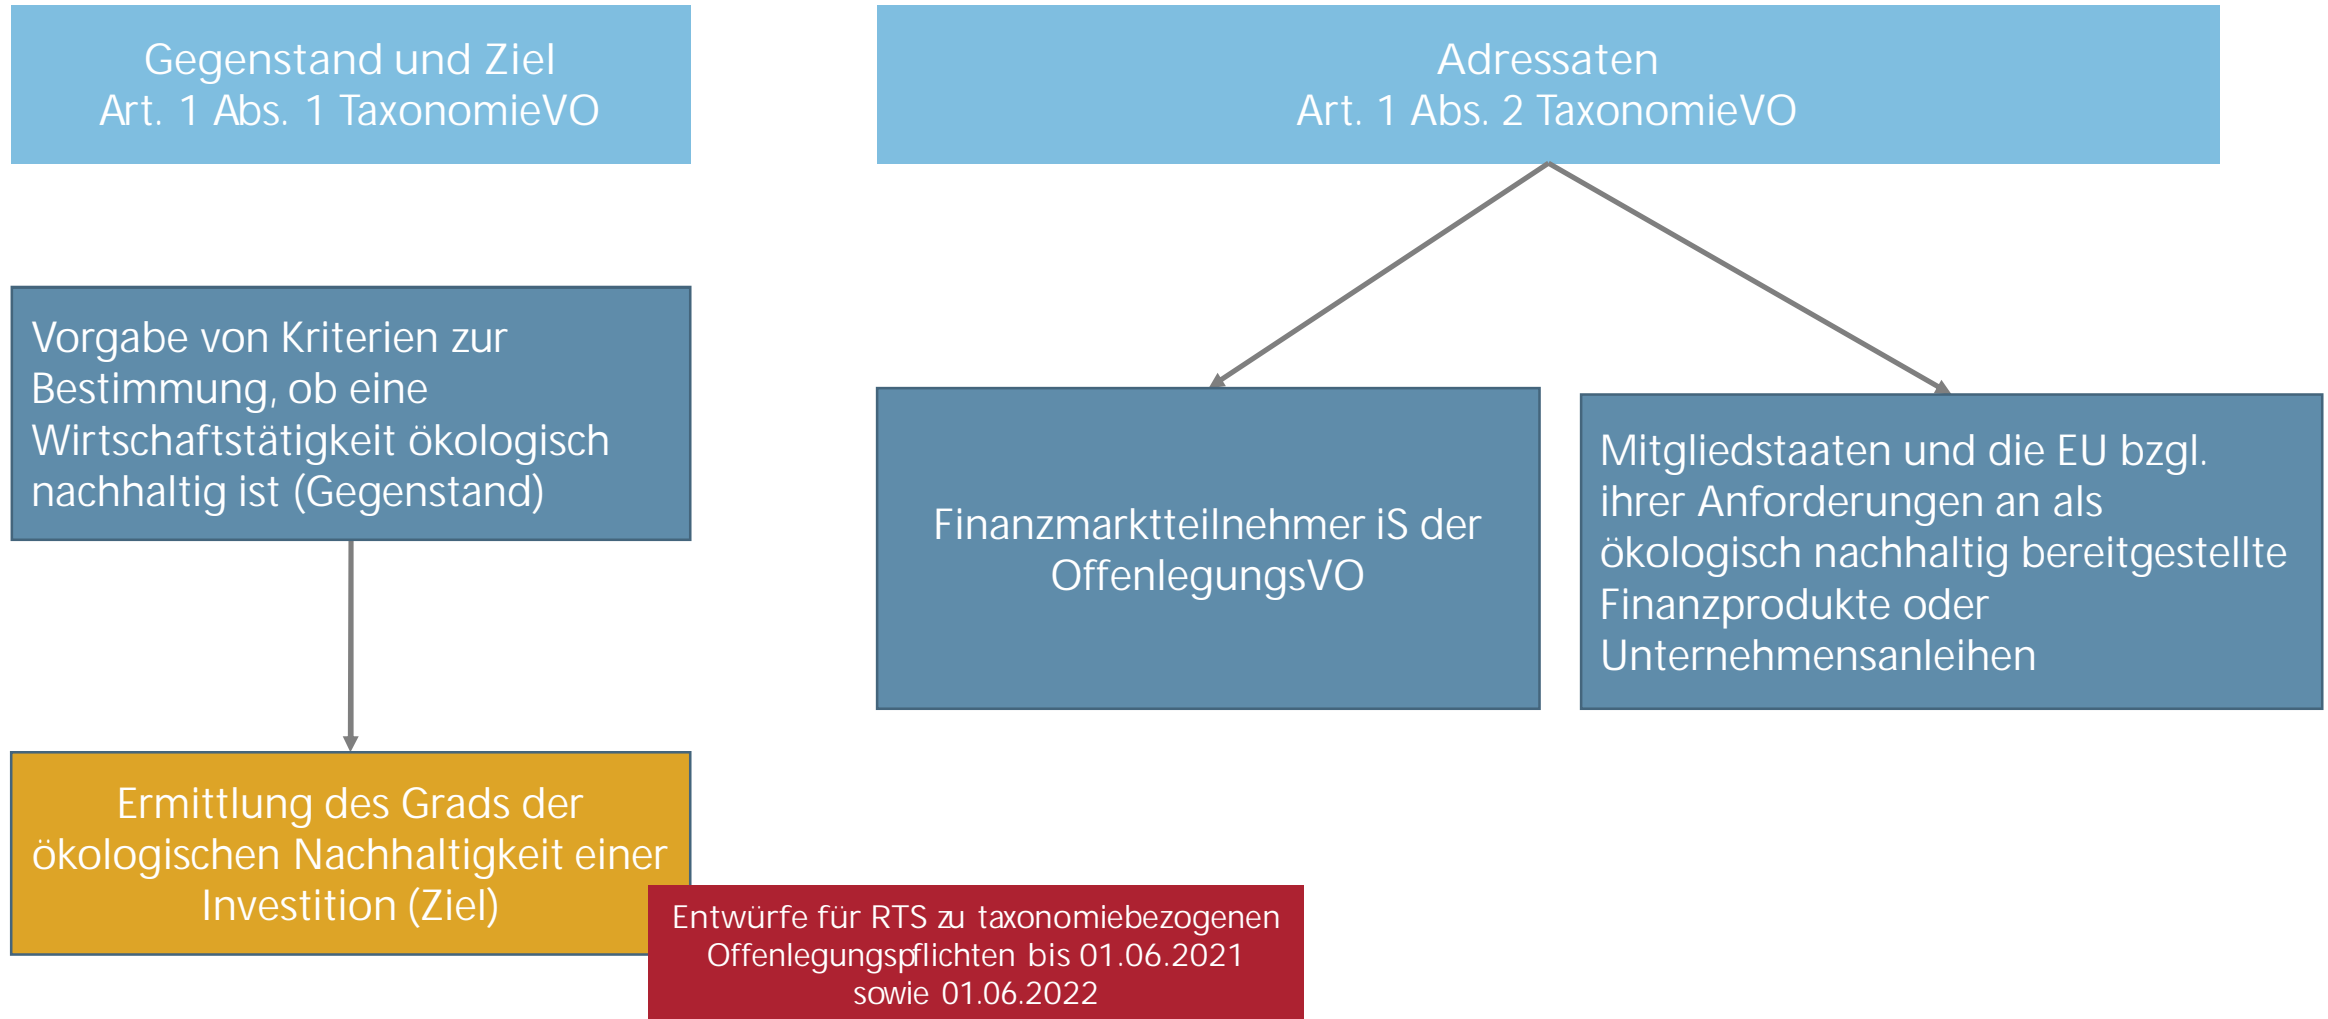 Gegenstand und Ziel
Art. 1 Abs. 1 TaxonomieVO
Adressaten
Art. 1 Abs. 2 TaxonomieVO
Vorgabe von Kriterien zur
Bestimmung, ob eine
Wirtschaftstätigkeit ökologisch
nachhaltig ist (Gegenstand)
Finanzmarktteilnehmer iS der
OffenlegungsVO
Mitgliedstaaten und die EU bzgl.
ihrer Anforderungen an als
ökologisch nachhaltig bereitgestellte
Finanzprodukte oder
Unternehmensanleihen
Ermittlung des Grads der
ökologischen Nachhaltigkeit einer
Investition (Ziel)
Entwürfe für RTS zu taxonomiebezogenen
Offenlegungspflichten bis 01.06.2021
sowie 01.06.2022